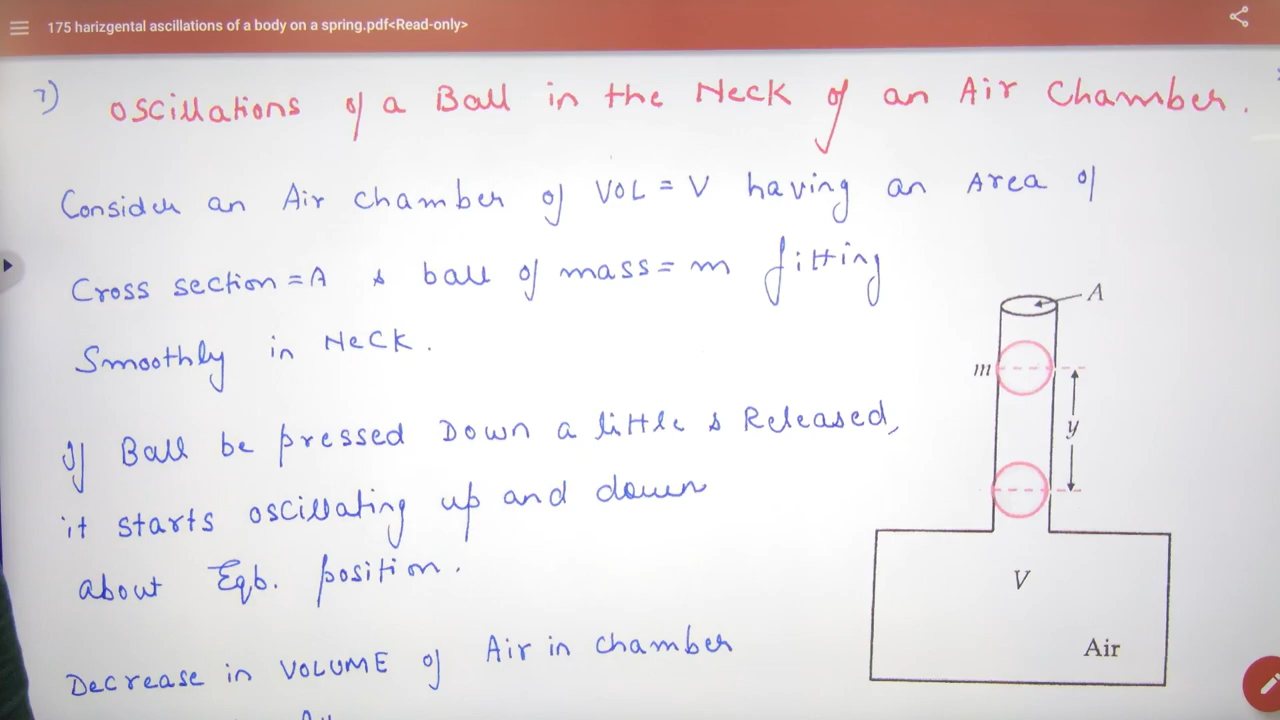 175 harizgental ascillations of a body on a spring.pdf<Read-only>
7) Oscillations of a Ball in the Neck of an Air Chamber.
Consider an Air chamber of VOL = V having an Area of
Cross section = A & ball of mass = m fitting
Smoothly in Neck.
If Ball be pressed Down a little & Released,
it starts oscillating up and down
about Eqb. position.
Decrease in VOLUME of Air in chamber
A
m
y
V
Air